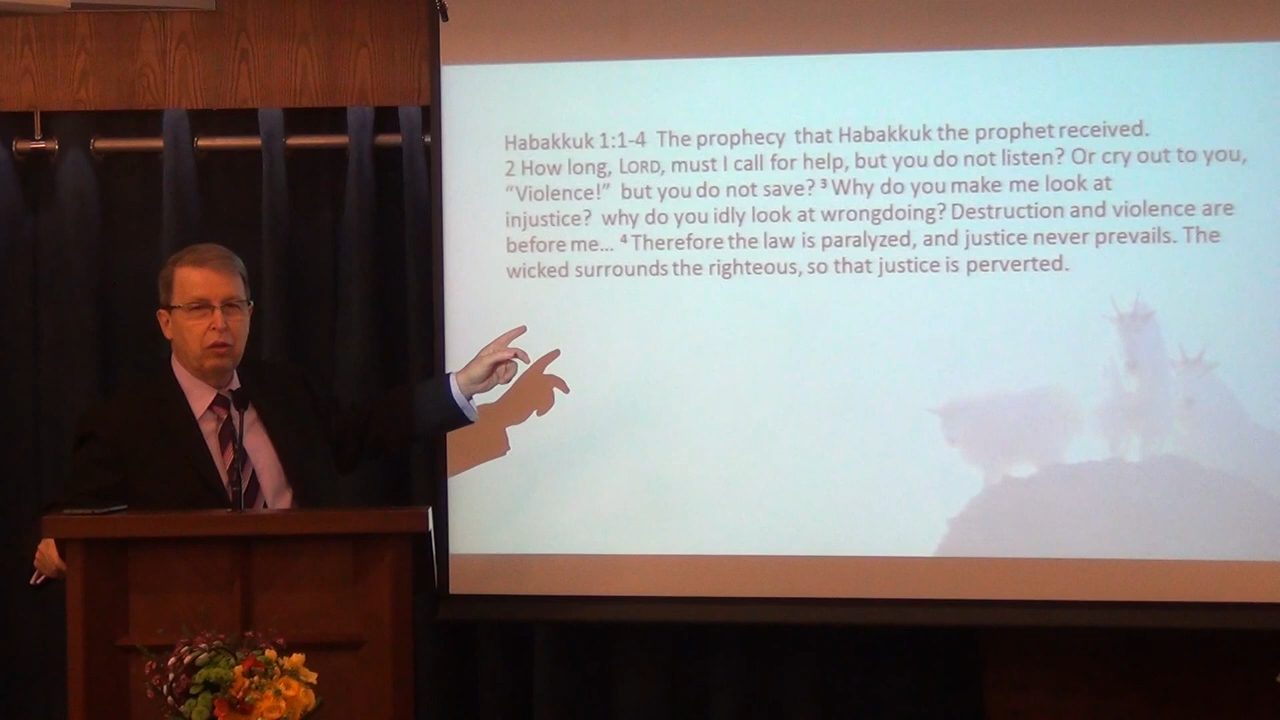 Habakkuk 1:1-4 The prophecy that Habakkuk the prophet received.
2 How long, LORD, must I call for help, but you do not listen? Or cry out to you,
“Violence!” but you do not save? ³ Why do you make me look at
injustice? why do you idly look at wrongdoing? Destruction and violence are
before me... ⁴ Therefore the law is paralyzed, and justice never prevails. The
wicked surrounds the righteous, so that justice is perverted.